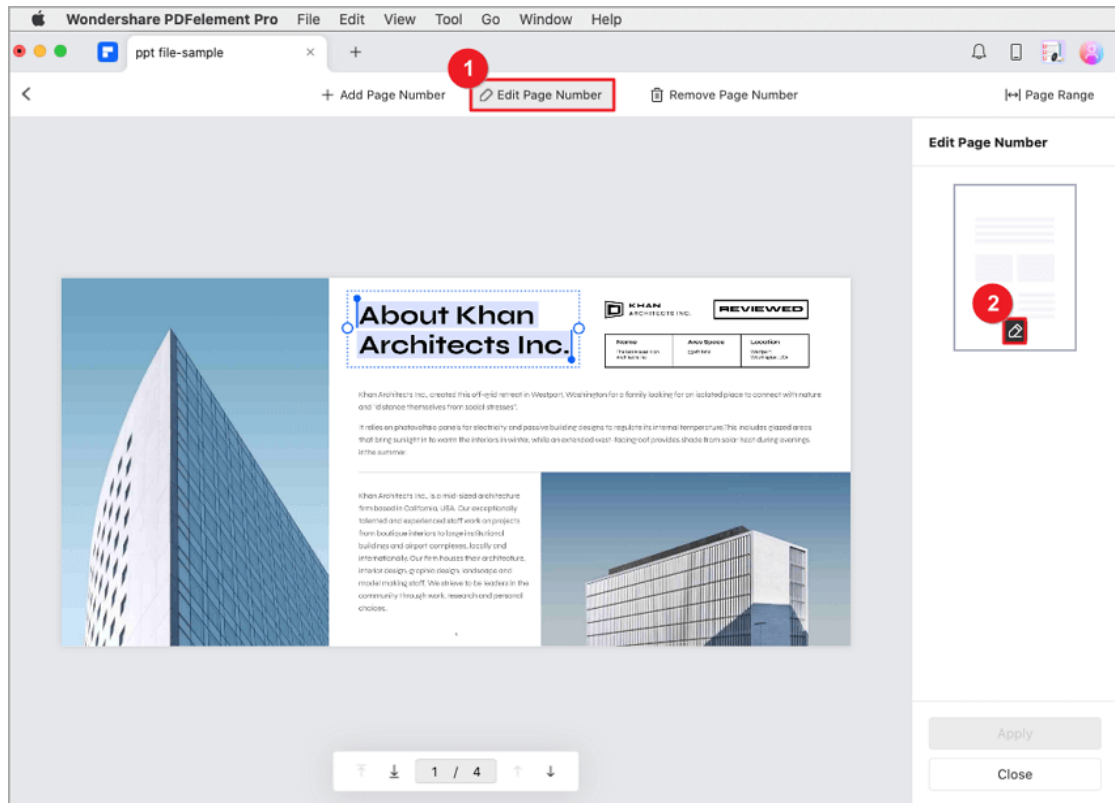 Wondershare PDFelement Pro File Edit View Tool Go Window Help
ppt file-sample
1
+ Add Page Number Edit Page Number Remove Page Number Page Range
Edit Page Number
About Khan
Architects Inc.
KHAN
ARCHITECTS INC.
REVIEWED
Name Area Space Location
Westport
Washington, USA
2
Khan Architects Inc., created this off-grid retreat in Westport, Washington for a family looking for an isolated place to connect with nature
and "distance themselves from social stresses".
It relies on photovoltaic panels for electricity and passive building designs to regulate its internal temperature.This includes glazed areas
that bring sunlight in to warm the interiors in winter, while an extended west-facingroof provides shade from solar heat during evenings
in the summer.
Khan Architects Inc., is a mid-sized architecture
firm based in California, USA. Our exceptionally
talented and experienced staff work on projects
from boutique interiors to large institutional
buildings and airport complexes, locally and
internationally. Our firm houses their architecture,
interior design, graphic design, landscape and
model making staff. We strieve to be leaders in the
community through work, research and personal
choices.
1 / 4
Apply
Close